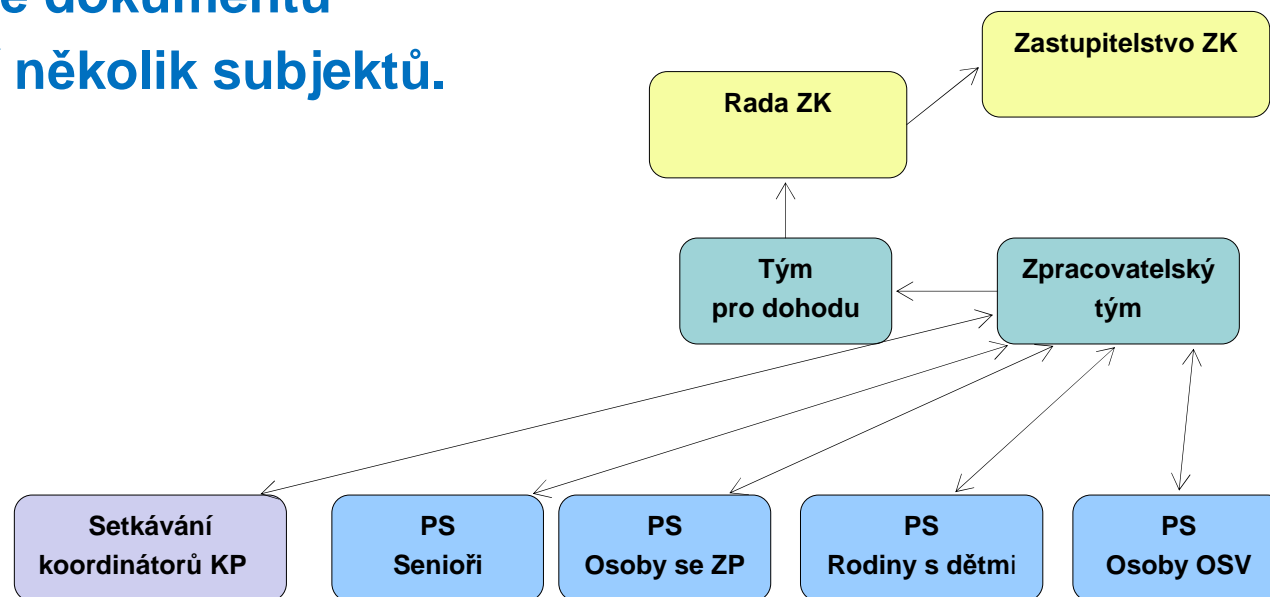 e dokumentu
několik subjektů.
Zastupitelstvo ZK
Rada ZK
Tým
pro dohodu
Zpracovatelský
tým
Setkávání
koordinátorů KP
PS
Senioři
PS
Osoby se ZP
PS
Rodiny s dětmi
PS
Osoby OSV